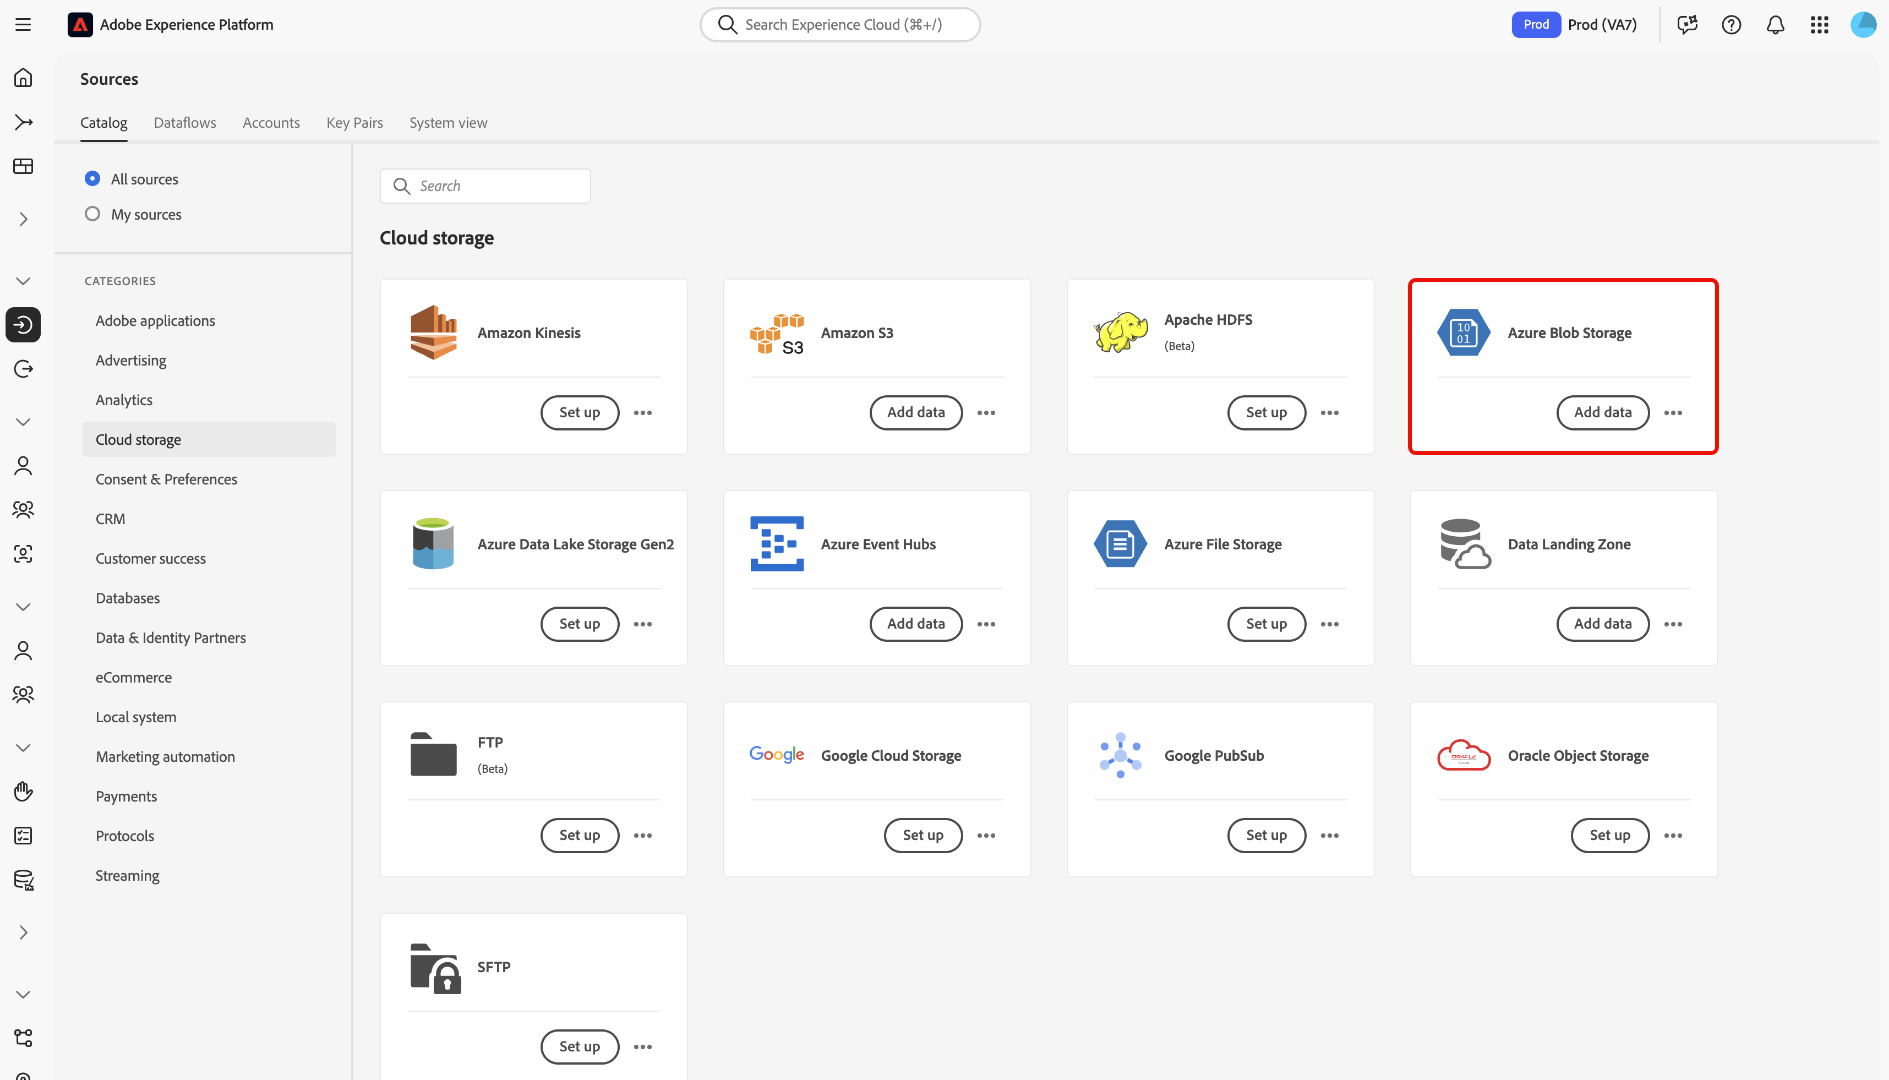 Adobe Experience Platform
Search Experience Cloud (⌘+/)
Prod
Prod (VA7)
Sources
Catalog
Dataflows
Accounts
Key Pairs
System view
All sources
My sources
CATEGORIES
Adobe applications
Advertising
Analytics
Cloud storage
Consent & Preferences
CRM
Customer success
Databases
Data & Identity Partners
eCommerce
Local system
Marketing automation
Payments
Protocols
Streaming
Search
Cloud storage
Amazon Kinesis
Set up
S3
Amazon S3
Add data
Apache HDFS
(Beta)
Set up
10
01
Azure Blob Storage
Add data
Azure Data Lake Storage Gen2
Set up
Azure Event Hubs
Add data
Azure File Storage
Set up
Data Landing Zone
Add data
FTP
(Beta)
Set up
Google
Google Cloud Storage
Set up
Google PubSub
Set up
ORACLE
Oracle Object Storage
Set up
SFTP
Set up